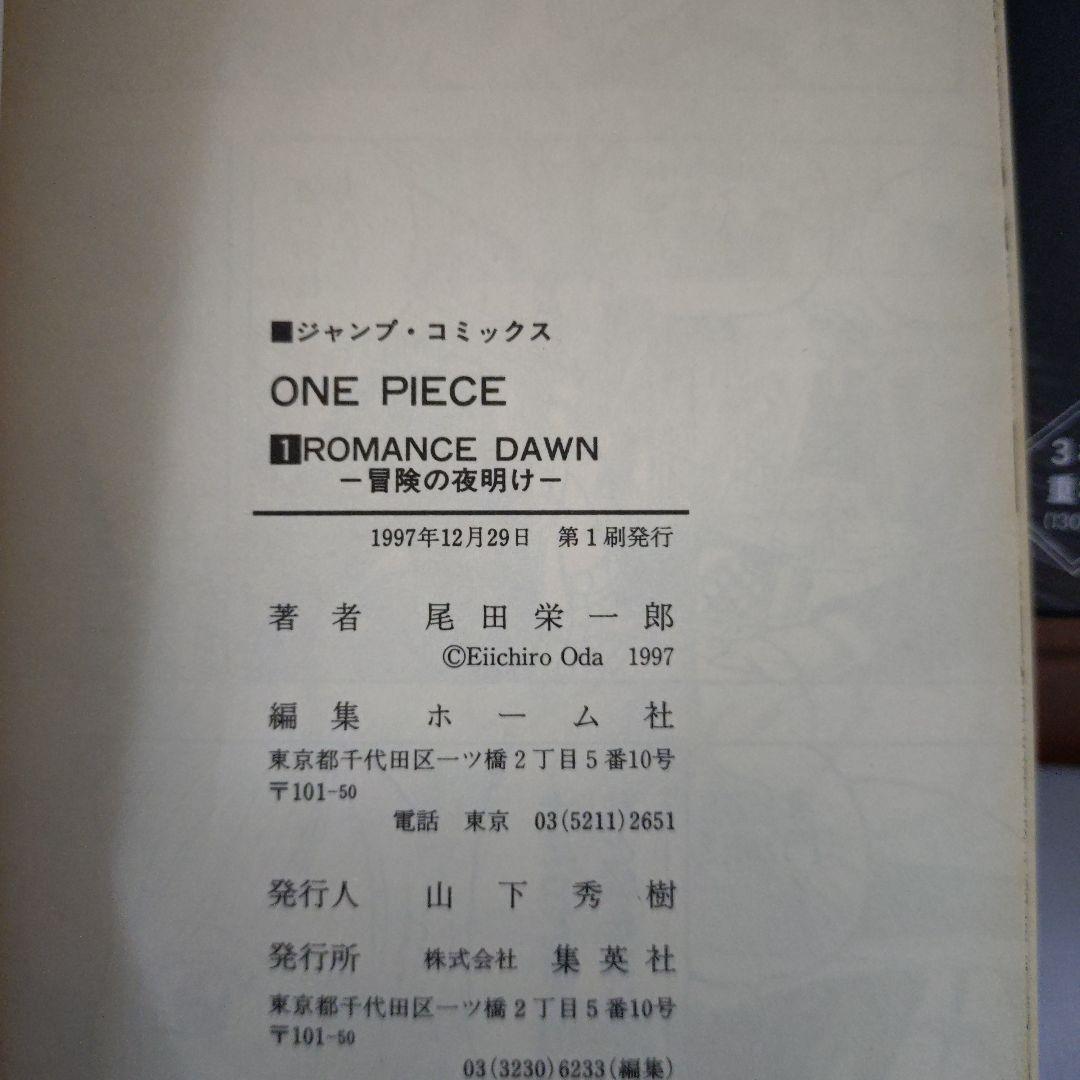 ■ジャンプ・コミックス
ONE PIECE
1 ROMANCE DAWN
－冒険の夜明け－
1997年12月29日　第1刷発行
著者　尾田栄一郎
©Eiichiro Oda　1997
編集　ホーム社
東京都千代田区一ツ橋2丁目5番10号
〒101-50
電話　東京　03(5211)2651
発行人　山下秀樹
発行所　株式会社　集英社
東京都千代田区一ツ橋2丁目5番10号
〒101-50
03(3230)6233(編集)
3
重
(130